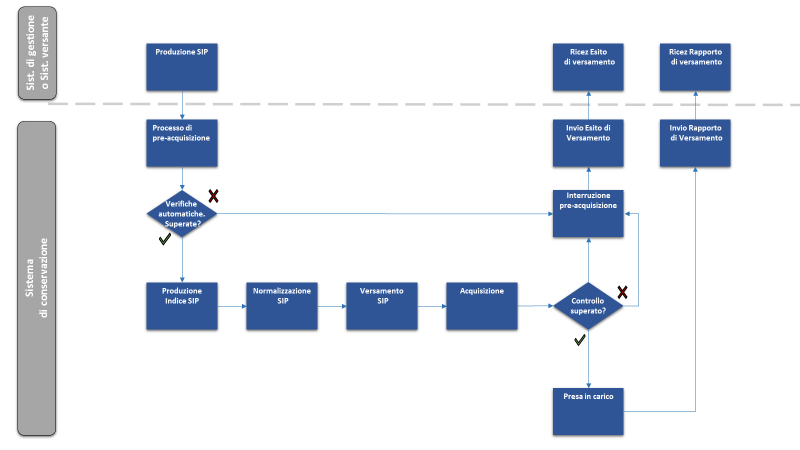 Sist. di gestione
o Sist. versante
Produzione SIP
Ricez Esito
di versamento
Ricez Rapporto
di versamento
Processo di
pre-acquisizione
Invio Esito di
Versamento
Invio Rapporto
di Versamento
Verifiche
automatiche.
Superate?
Interruzione
pre-acquisizione
Sistema
di conservazione
Produzione
Indice SIP
Normalizzazione
SIP
Versamento
SIP
Acquisizione
Controllo
superato?
Presa in carico